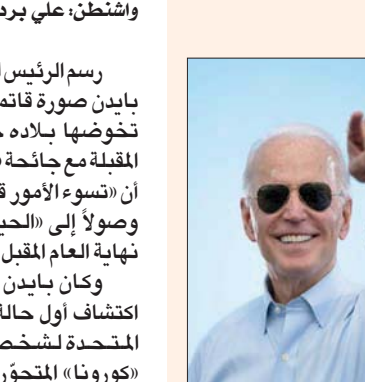 واشنطن: علي برد
رسم الرئيس ا
بايدن صورة قاتم
تخوضها بلاده
المقبلة مع جائحة
أن «تسوء الأمور ق
وصولاً إلى «الحي
نهاية العام المقبل
وكان بايدن
اكتشاف أول حالة
المتحدة لشخص
«كورونا» المتحوّر